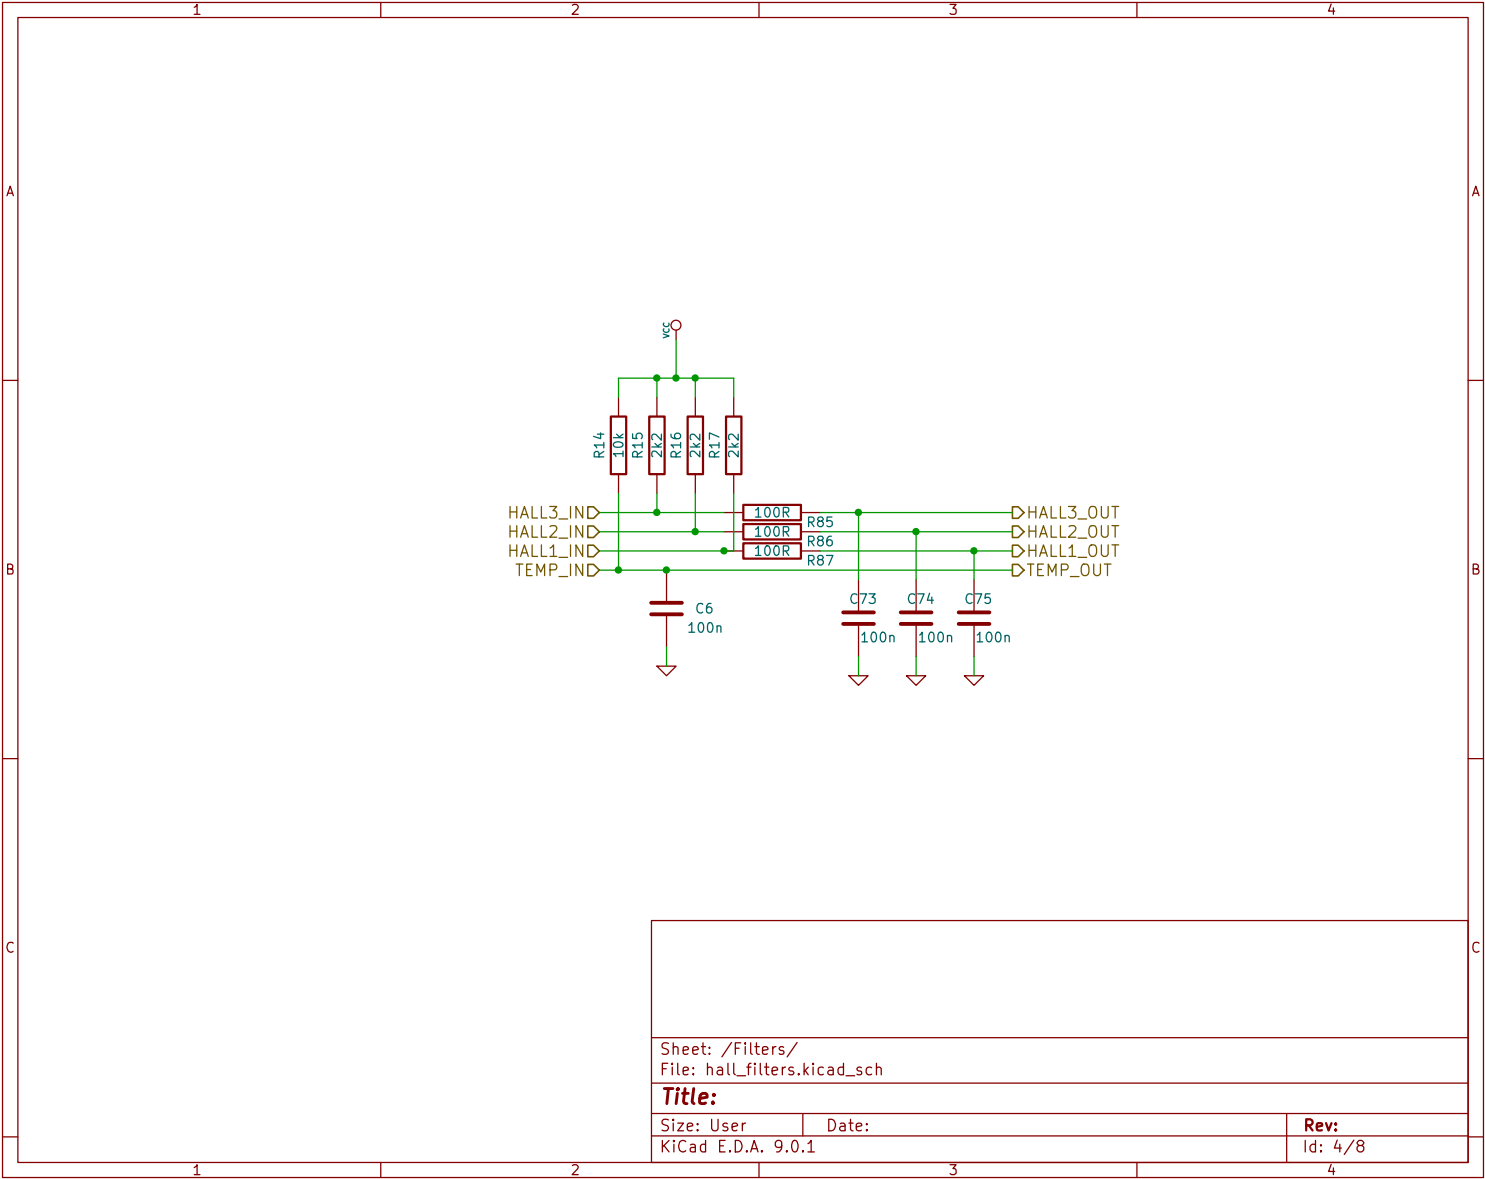 1 2 3 4
A A
VCC
R14 10k R15 2k2 R16 2k2 R17 2k2
HALL3_IN 100R HALL3_OUT
R85
HALL2_IN 100R HALL2_OUT
R86
HALL1_IN 100R HALL1_OUT
R87
B TEMP_IN TEMP_OUT B
C73 C74 C75
C6
100n
100n 100n 100n
C C
Sheet: /Filters/
File: hall_filters.kicad_sch
Title:
Size: User Date: Rev:
KiCad E.D.A. 9.0.1 Id: 4/8
1 2 3 4